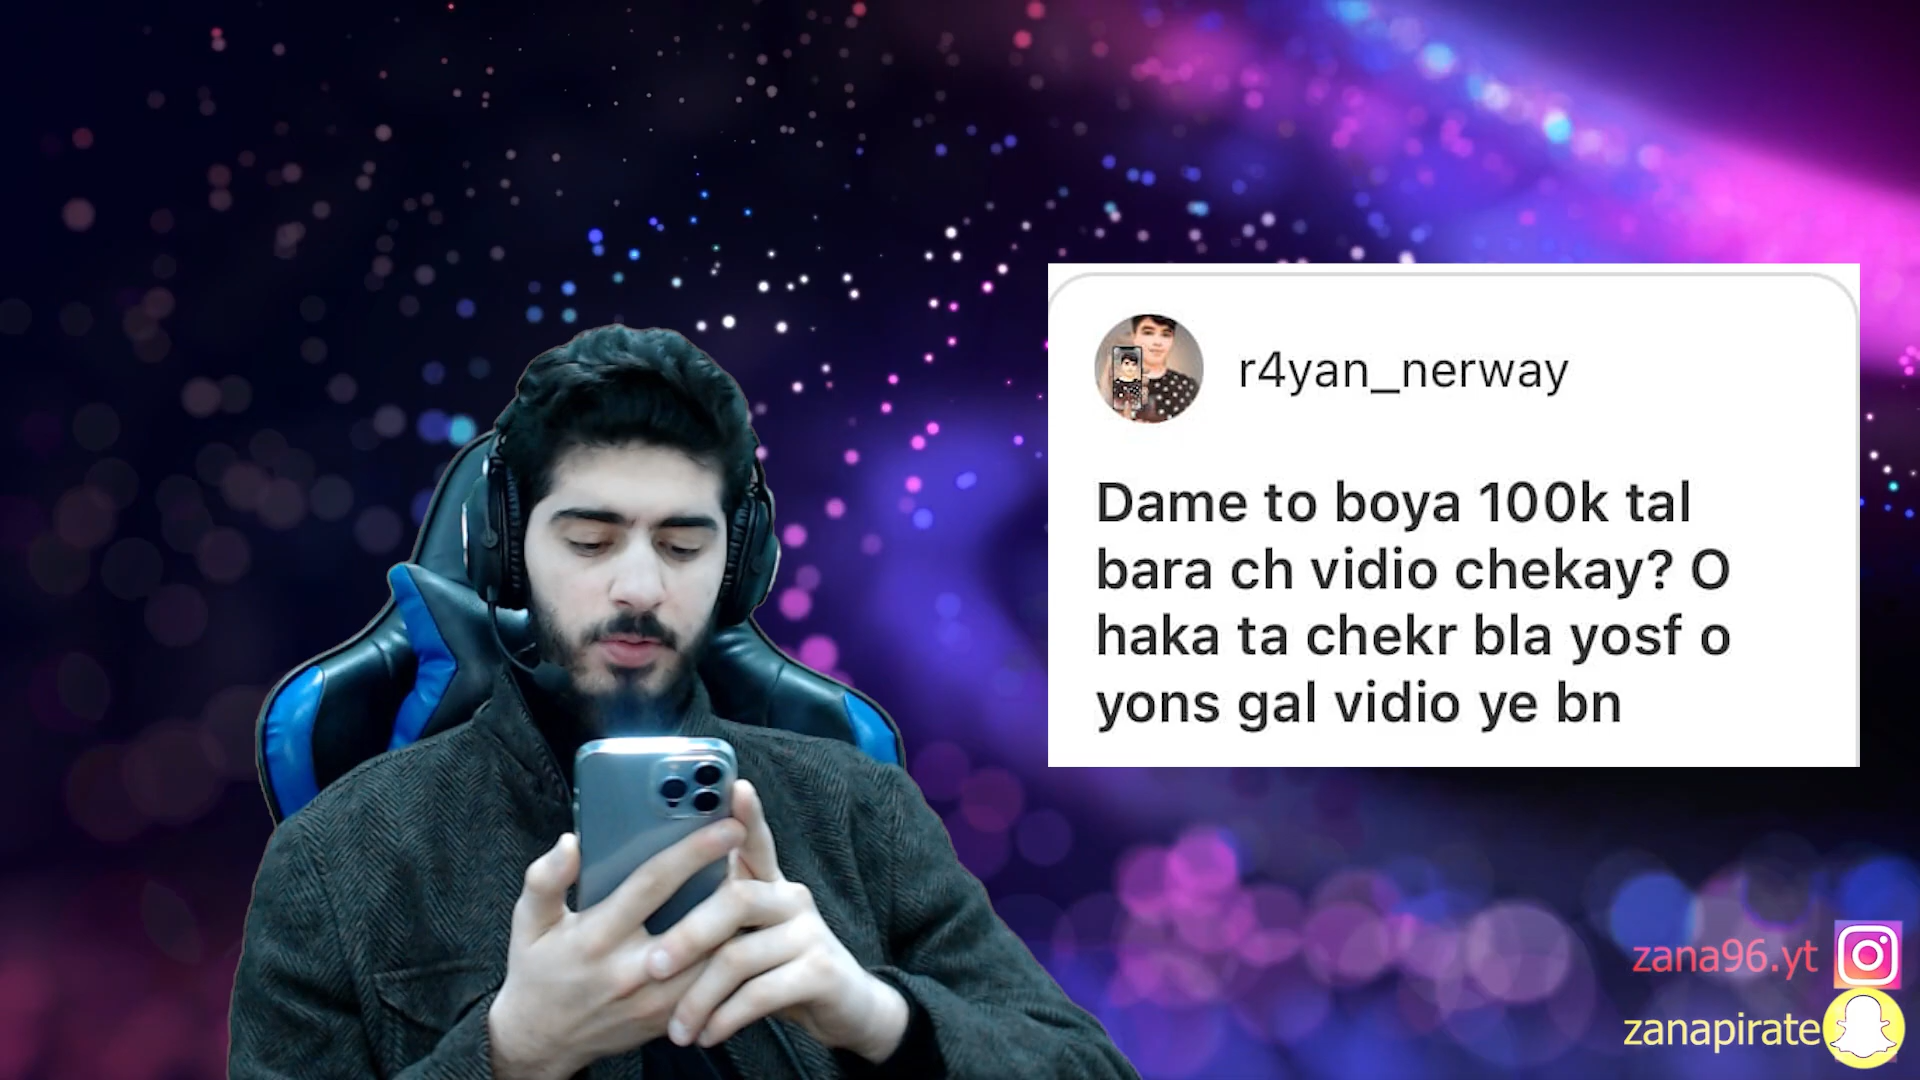 r4yan_nerway
Dame to boya 100k tal
bara ch vidio chekay? O
haka ta chekr bla yosf o
yons gal vidio ye bn
zana96.yt
zanapirate